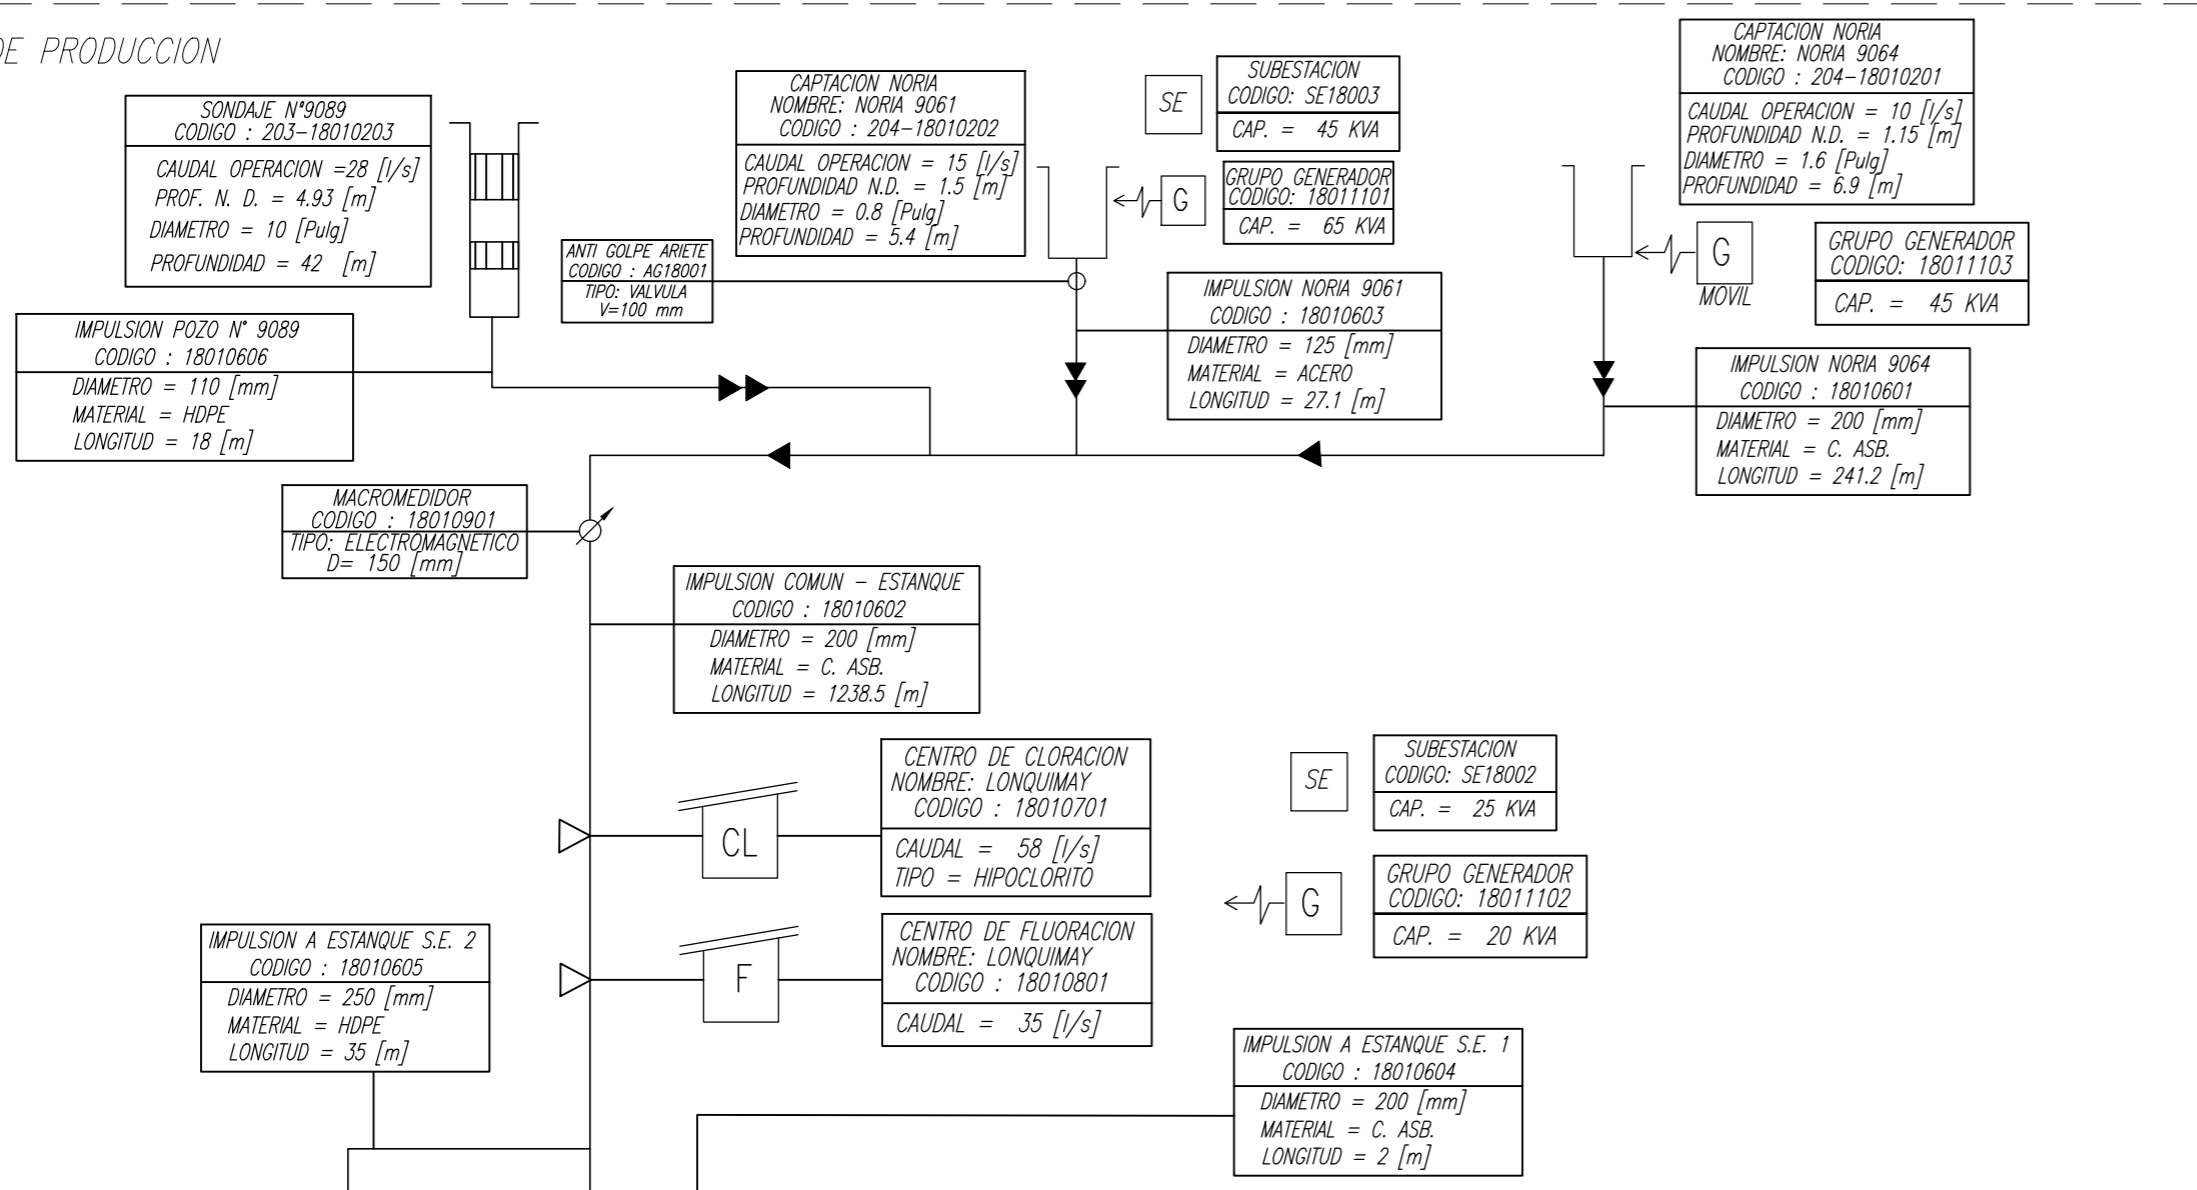 DE PRODUCCION
SONDAJE N°9089
CODIGO : 203-18010203
CAUDAL OPERACION =28 [l/s]
PROF. N. D. = 4.93 [m]
DIAMETRO = 10 [Pulg]
PROFUNDIDAD = 42 [m]
CAPTACION NORIA
NOMBRE: NORIA 9061
CODIGO : 204-18010202
CAUDAL OPERACION = 15 [l/s]
PROFUNDIDAD N.D. = 1.5 [m]
DIAMETRO = 0.8 [Pulg]
PROFUNDIDAD = 5.4 [m]
SE
SUBESTACION
CODIGO: SE18003
CAP. = 45 KVA
G
GRUPO GENERADOR
CODIGO: 18011101
CAP. = 65 KVA
CAPTACION NORIA
NOMBRE: NORIA 9064
CODIGO : 204-18010201
CAUDAL OPERACION = 10 [l/s]
PROFUNDIDAD N.D. = 1.15 [m]
DIAMETRO = 1.6 [Pulg]
PROFUNDIDAD = 6.9 [m]
G
MOVIL
GRUPO GENERADOR
CODIGO: 18011103
CAP. = 45 KVA
ANTI GOLPE ARIETE
CODIGO : AG18001
TIPO: VALVULA
V=100 mm
IMPULSION POZO N° 9089
CODIGO : 18010606
DIAMETRO = 110 [mm]
MATERIAL = HDPE
LONGITUD = 18 [m]
IMPULSION NORIA 9061
CODIGO : 18010603
DIAMETRO = 125 [mm]
MATERIAL = ACERO
LONGITUD = 27.1 [m]
IMPULSION NORIA 9064
CODIGO : 18010601
DIAMETRO = 200 [mm]
MATERIAL = C. ASB.
LONGITUD = 241.2 [m]
MACROMEDIDOR
CODIGO : 18010901
TIPO: ELECTROMAGNETICO
D= 150 [mm]
IMPULSION COMUN - ESTANQUE
CODIGO : 18010602
DIAMETRO = 200 [mm]
MATERIAL = C. ASB.
LONGITUD = 1238.5 [m]
CL
CENTRO DE CLORACION
NOMBRE: LONQUIMAY
CODIGO : 18010701
CAUDAL = 58 [l/s]
TIPO = HIPOCLORITO
SE
SUBESTACION
CODIGO: SE18002
CAP. = 25 KVA
G
GRUPO GENERADOR
CODIGO: 18011102
CAP. = 20 KVA
F
CENTRO DE FLUORACION
NOMBRE: LONQUIMAY
CODIGO : 18010801
CAUDAL = 35 [l/s]
IMPULSION A ESTANQUE S.E. 2
CODIGO : 18010605
DIAMETRO = 250 [mm]
MATERIAL = HDPE
LONGITUD = 35 [m]
IMPULSION A ESTANQUE S.E. 1
CODIGO : 18010604
DIAMETRO = 200 [mm]
MATERIAL = C. ASB.
LONGITUD = 2 [m]